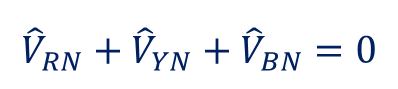 V̂_RN + V̂_YN + V̂_BN = 0